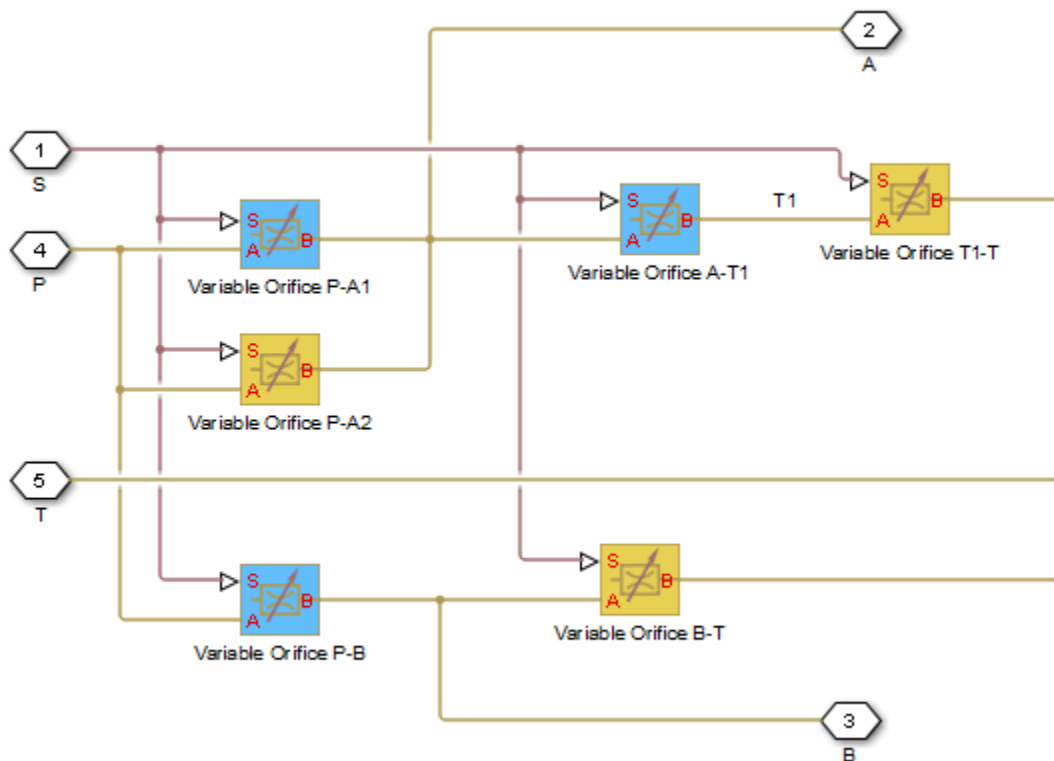 2
A
1
S
S
A
B
Variable Orifice P-A1
S
A
B
Variable Orifice A-T1
T1
S
A
B
Variable Orifice T1-T
4
P
S
A
B
Variable Orifice P-A2
5
T
S
A
B
Variable Orifice P-B
S
A
B
Variable Orifice B-T
3
B